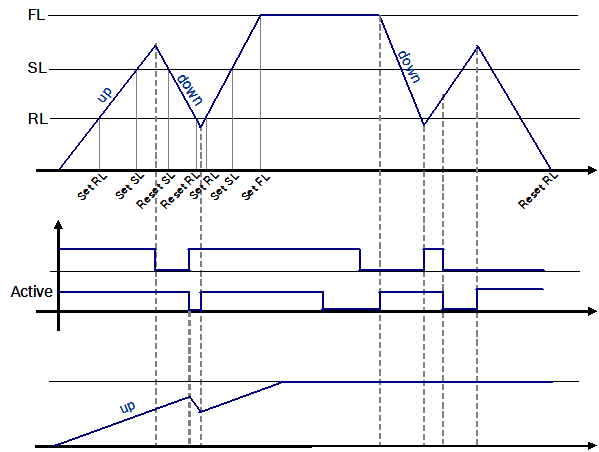 FL
SL
RL
up
down
down
Set RL
Set SL
Reset SL
Reset RL
Set RL
Set SL
Set FL
Reset RL
Active
up